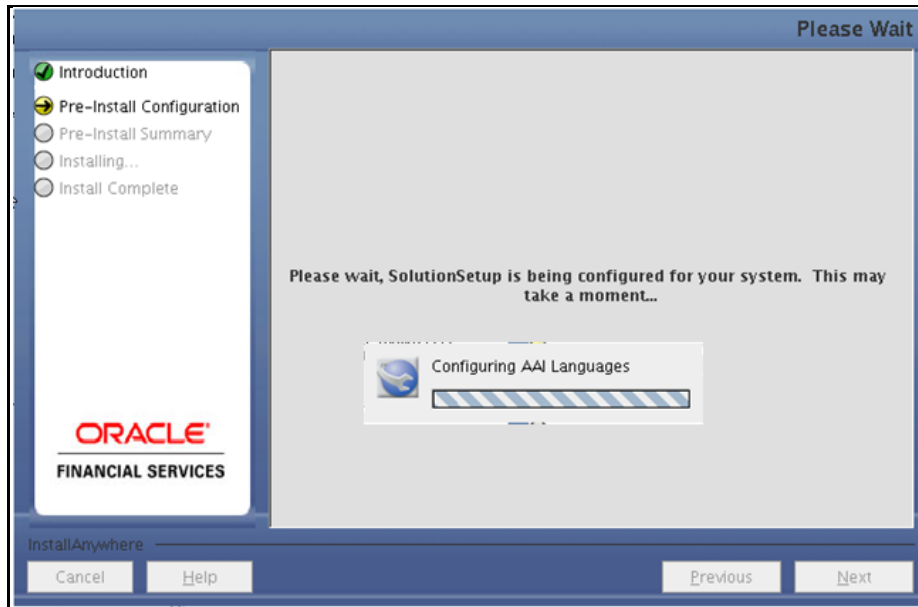 Please Wait
Introduction
Pre-Install Configuration
Pre-Install Summary
Installing...
Install Complete
Please wait, SolutionSetup is being configured for your system. This may
take a moment...
Configuring AAI Languages
ORACLE
FINANCIAL SERVICES
InstallAnywhere
Cancel
Help
Previous
Next